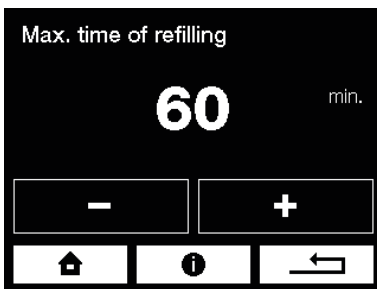 Max. time of refilling
60 min.
- +